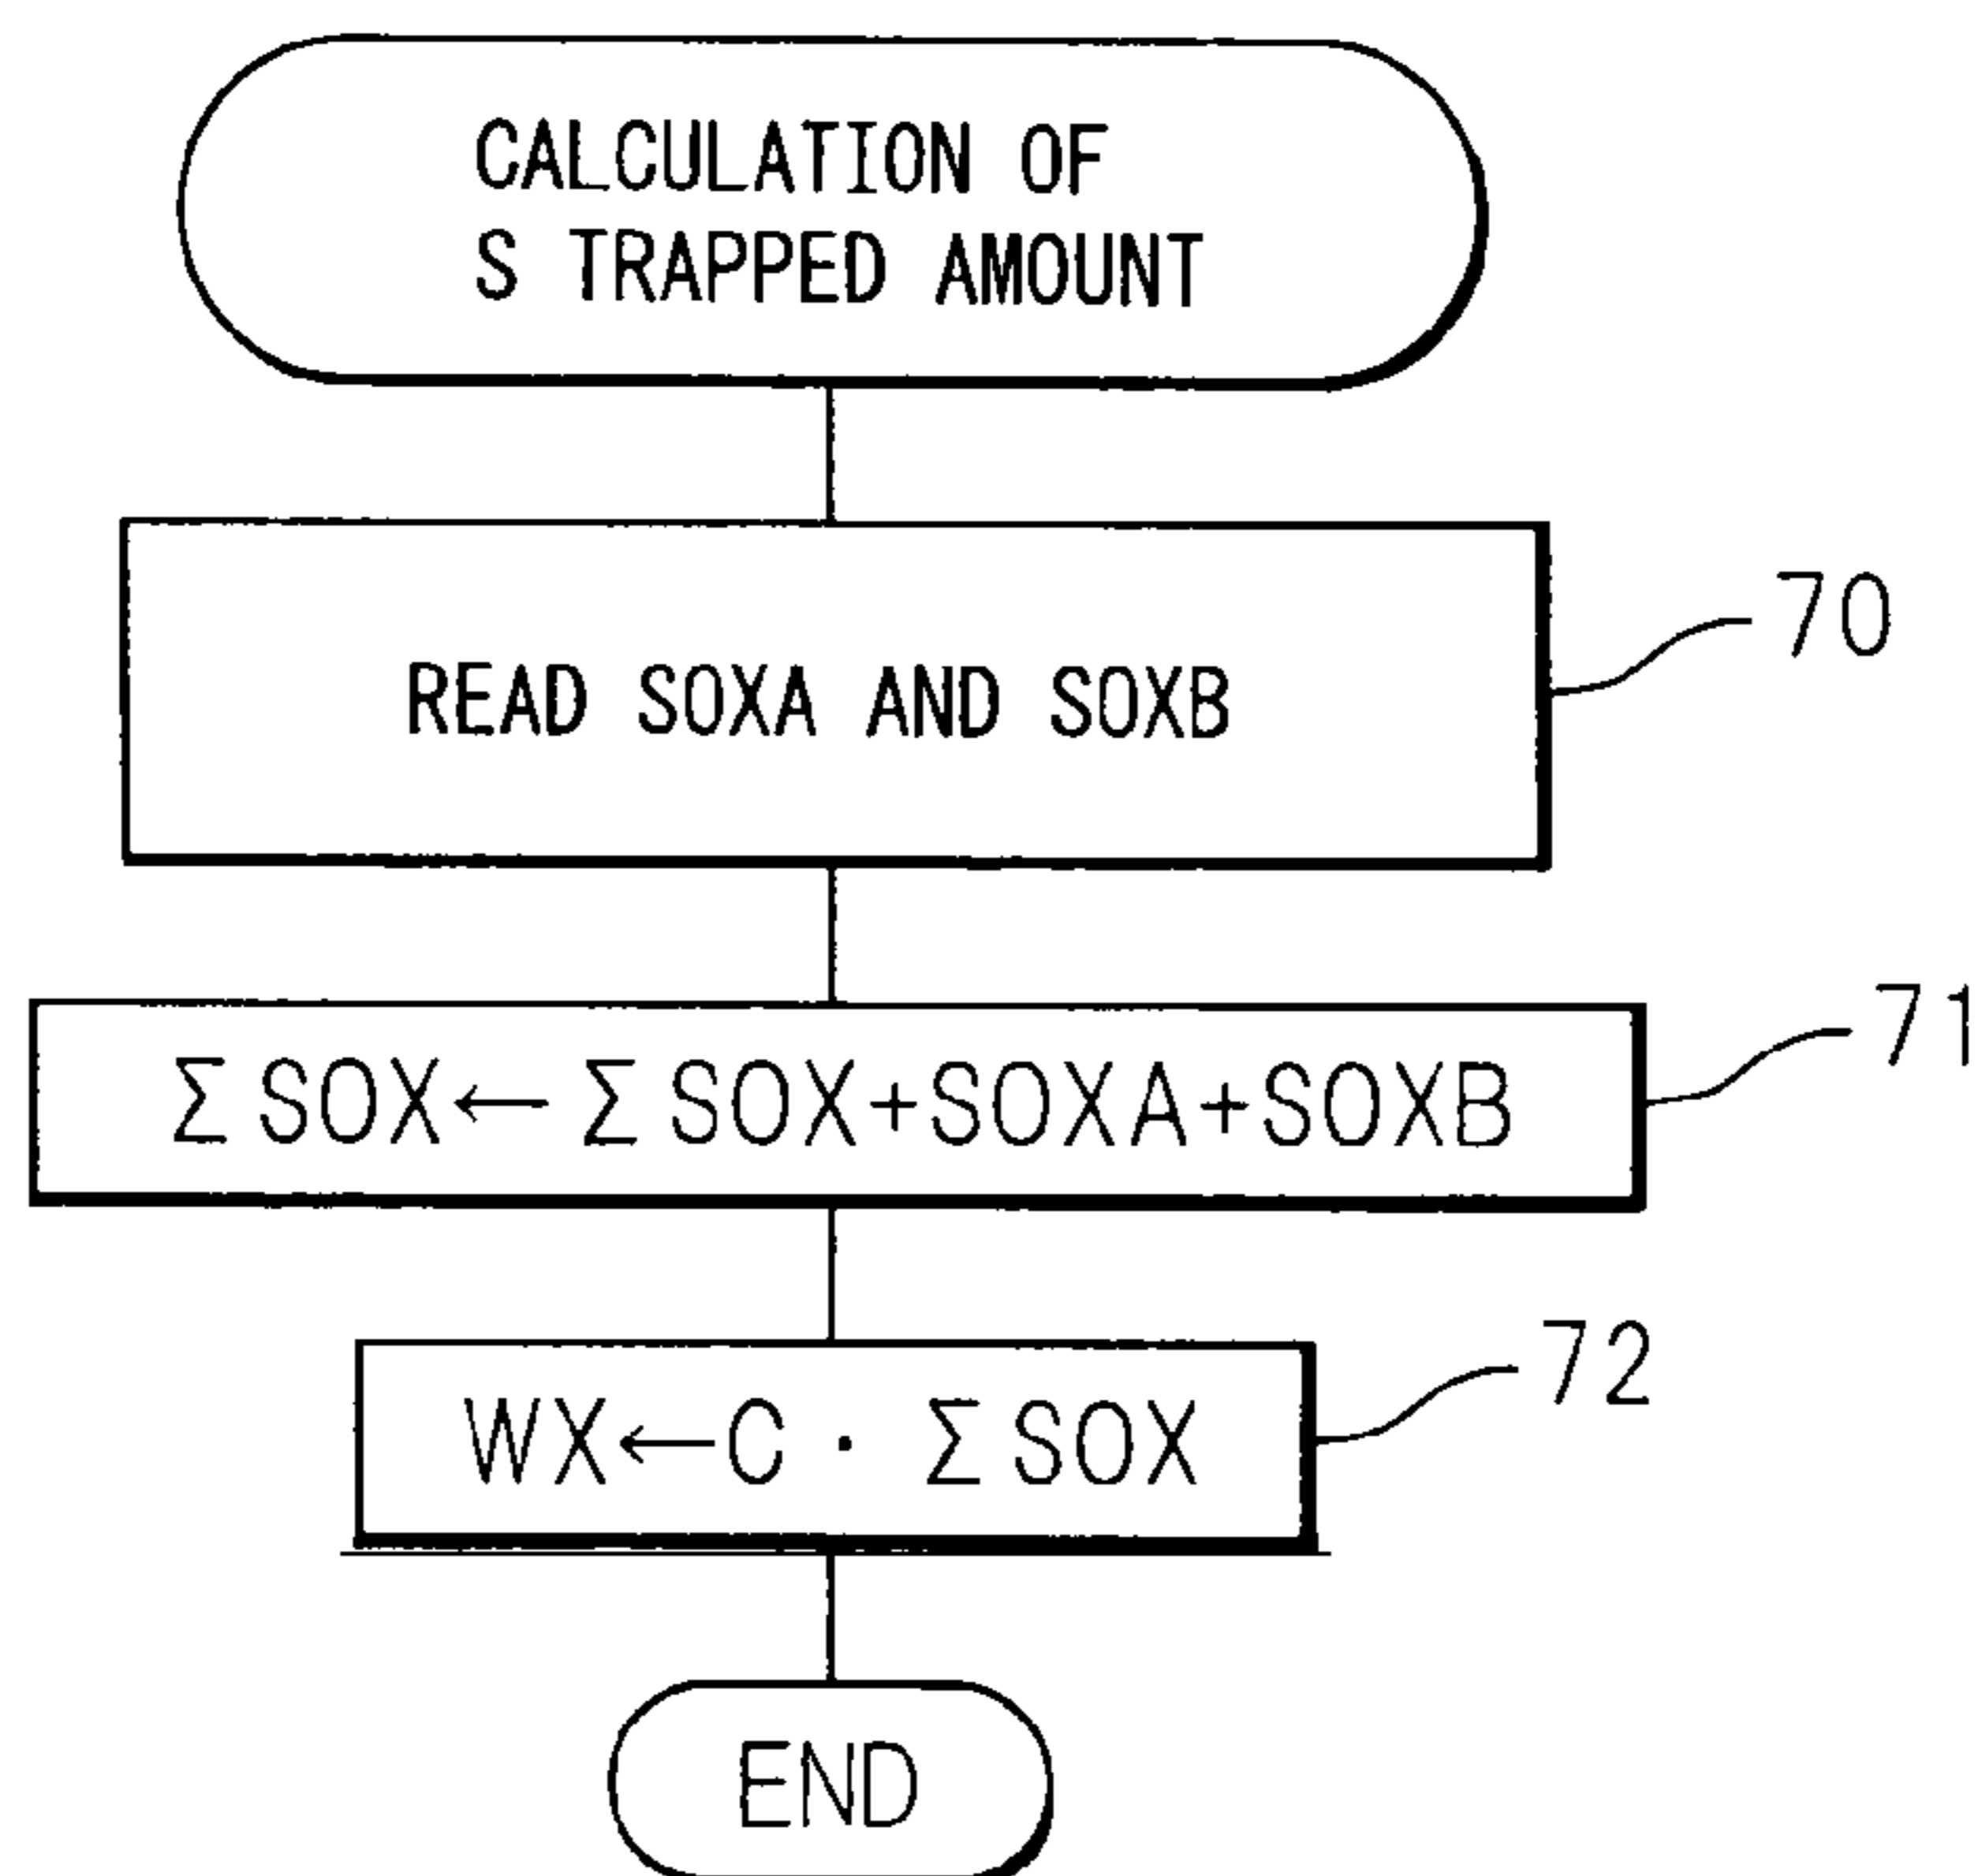 CALCULATION OF
S TRAPPED AMOUNT
READ SOXA AND SOXB
70
ΣSOX←ΣSOX+SOXA+SOXB
71
WX←C・ΣSOX
72
END